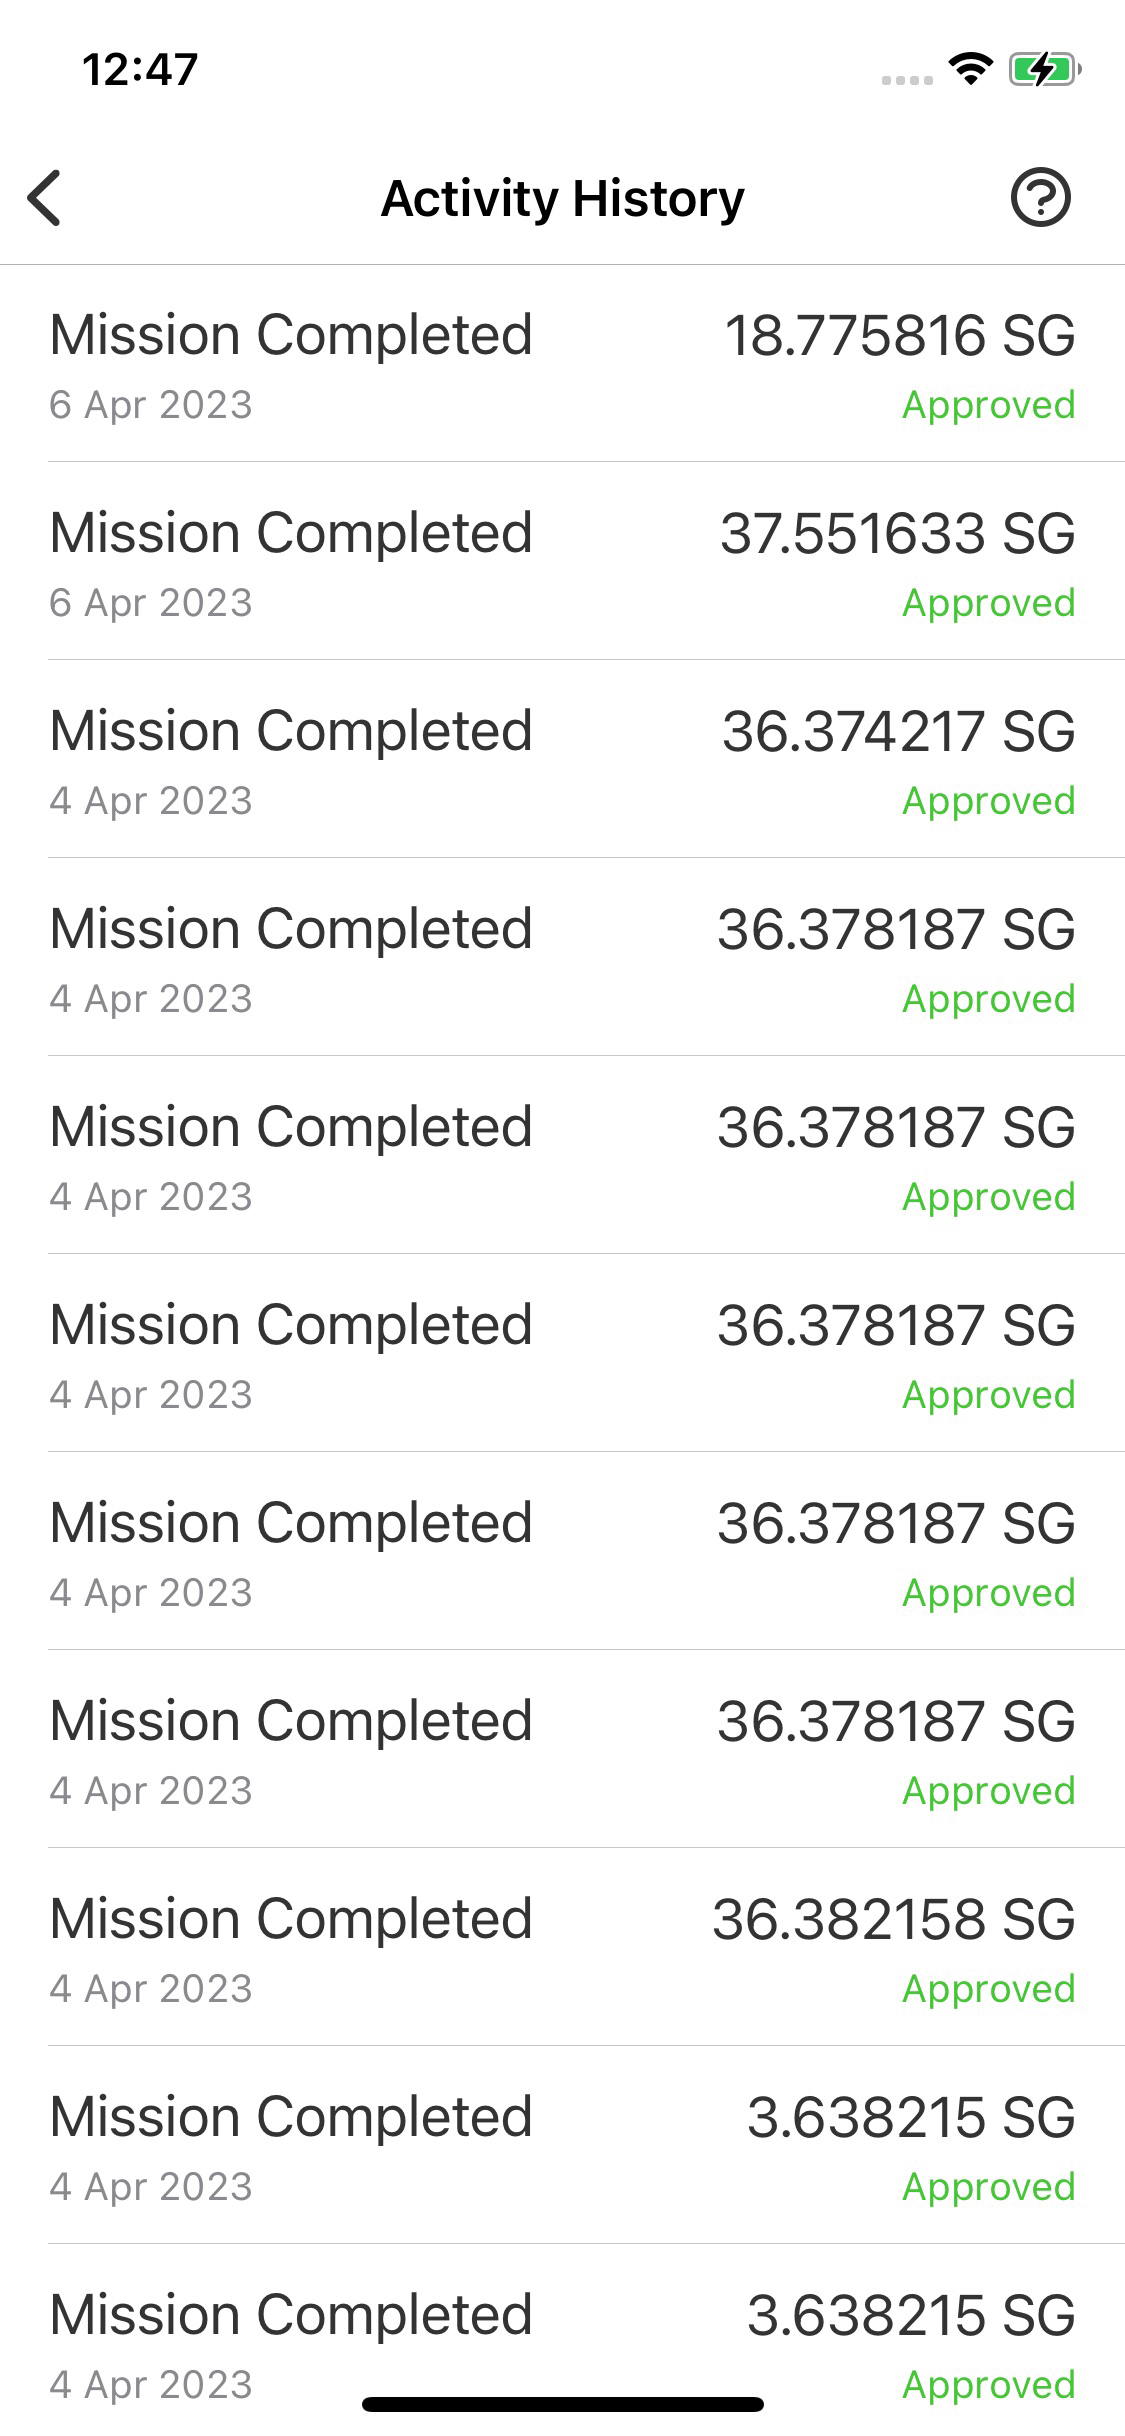 12:47
Activity History
Mission Completed 18.775816 SG
6 Apr 2023 Approved
Mission Completed 37.551633 SG
6 Apr 2023 Approved
Mission Completed 36.374217 SG
4 Apr 2023 Approved
Mission Completed 36.378187 SG
4 Apr 2023 Approved
Mission Completed 36.378187 SG
4 Apr 2023 Approved
Mission Completed 36.378187 SG
4 Apr 2023 Approved
Mission Completed 36.378187 SG
4 Apr 2023 Approved
Mission Completed 36.378187 SG
4 Apr 2023 Approved
Mission Completed 36.382158 SG
4 Apr 2023 Approved
Mission Completed 3.638215 SG
4 Apr 2023 Approved
Mission Completed 3.638215 SG
4 Apr 2023 Approved